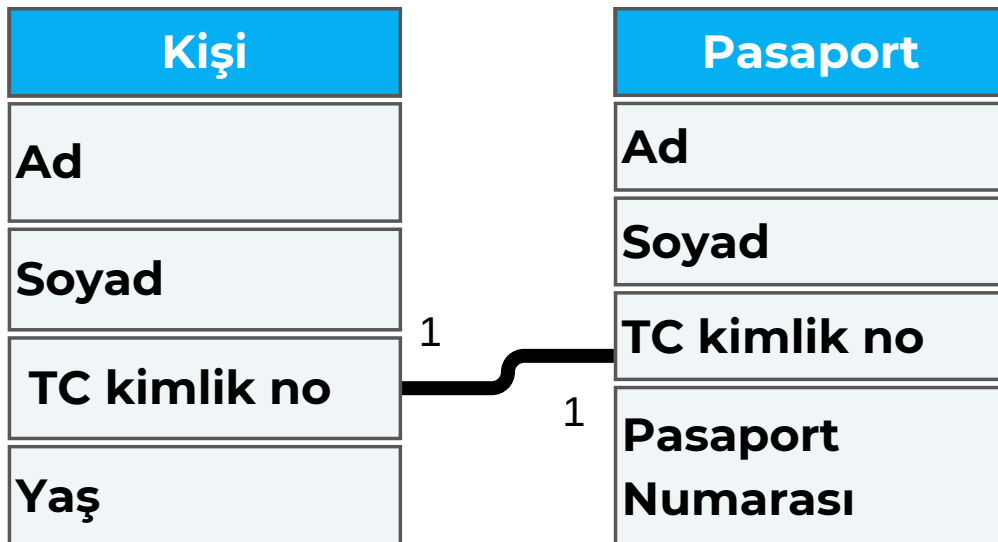 Kişi
Ad
Soyad
TC kimlik no
Yaş
1
1
Pasaport
Ad
Soyad
TC kimlik no
Pasaport
Numarası